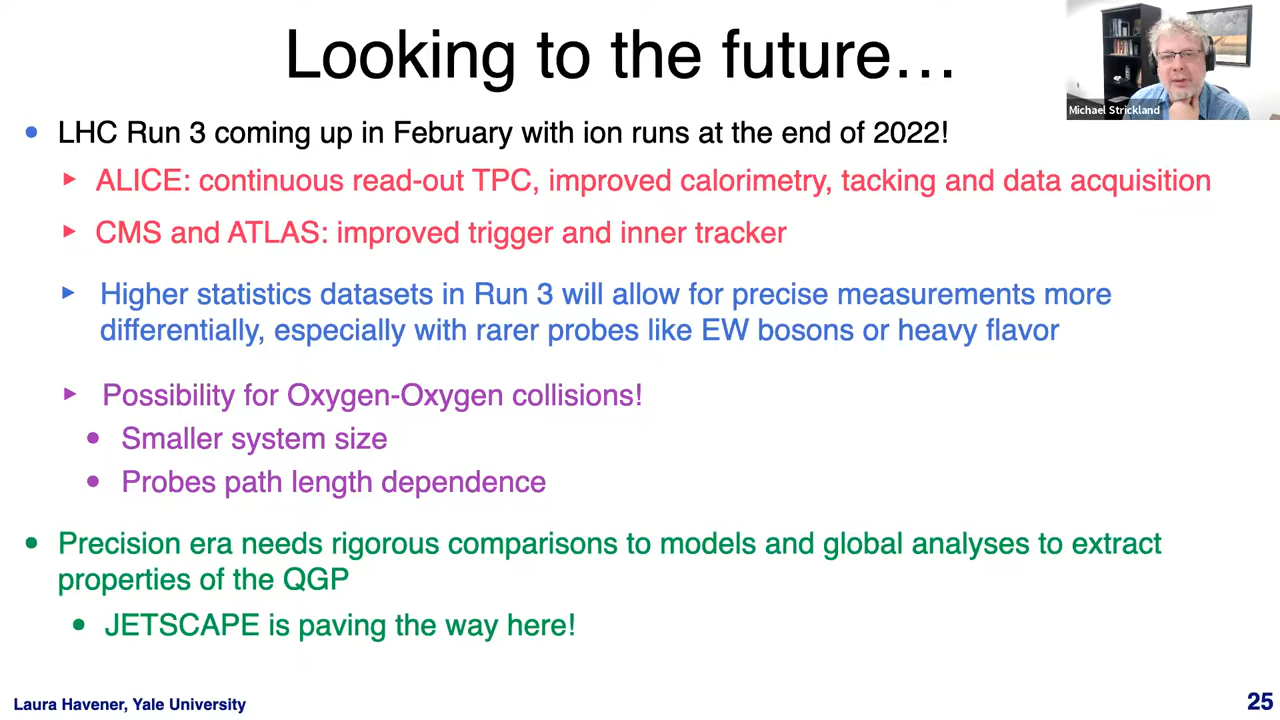 Looking to the future…
Michael Strickland
• LHC Run 3 coming up in February with ion runs at the end of 2022!
▸ ALICE: continuous read-out TPC, improved calorimetry, tacking and data acquisition
▸ CMS and ATLAS: improved trigger and inner tracker
▸ Higher statistics datasets in Run 3 will allow for precise measurements more
differentially, especially with rarer probes like EW bosons or heavy flavor
▸ Possibility for Oxygen-Oxygen collisions!
• Smaller system size
• Probes path length dependence
• Precision era needs rigorous comparisons to models and global analyses to extract
properties of the QGP
• JETSCAPE is paving the way here!
Laura Havener, Yale University
25